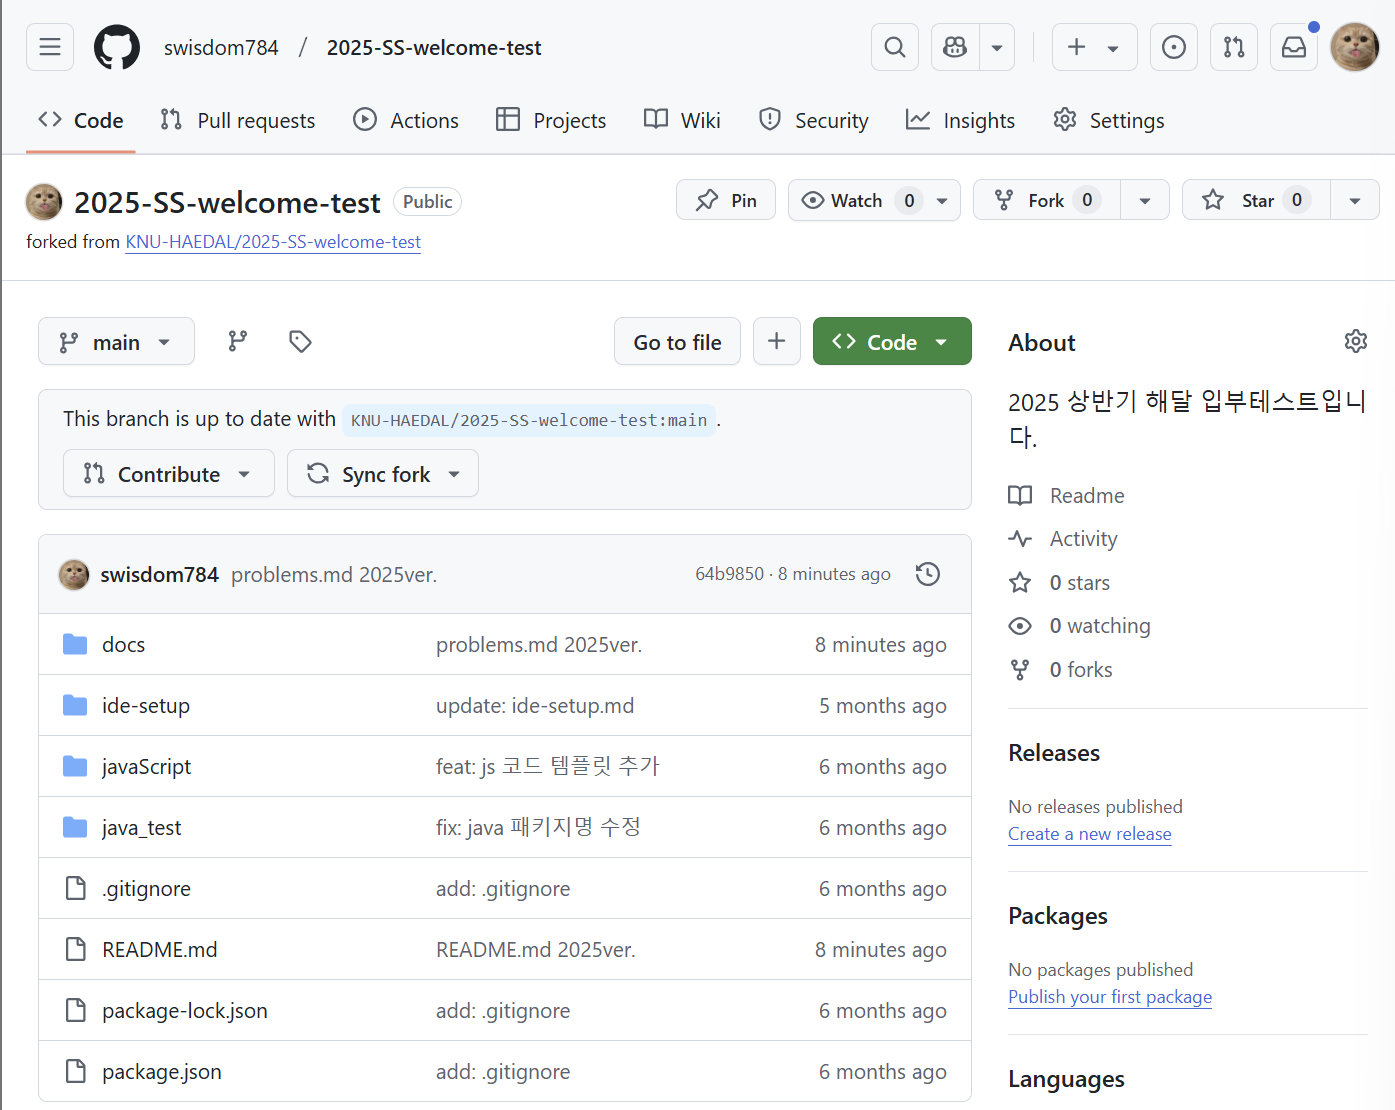 swisdom784 / 2025-SS-welcome-test
Code Pull requests Actions Projects Wiki Security Insights Settings
2025-SS-welcome-test Public
Pin Watch 0 Fork 0 Star 0
forked from KNU-HAEDAL/2025-SS-welcome-test
main Go to file Code
This branch is up to date with KNU-HAEDAL/2025-SS-welcome-test:main .
Contribute Sync fork
swisdom784 problems.md 2025ver. 64b9850 · 8 minutes ago
docs problems.md 2025ver. 8 minutes ago
ide-setup update: ide-setup.md 5 months ago
javaScript feat: js 코드 템플릿 추가 6 months ago
java_test fix: java 패키지명 수정 6 months ago
.gitignore add: .gitignore 6 months ago
README.md README.md 2025ver. 8 minutes ago
package-lock.json add: .gitignore 6 months ago
package.json add: .gitignore 6 months ago
About
2025 상반기 해달 입부테스트입니
다.
Readme
Activity
0 stars
0 watching
0 forks
Releases
No releases published
Create a new release
Packages
No packages published
Publish your first package
Languages